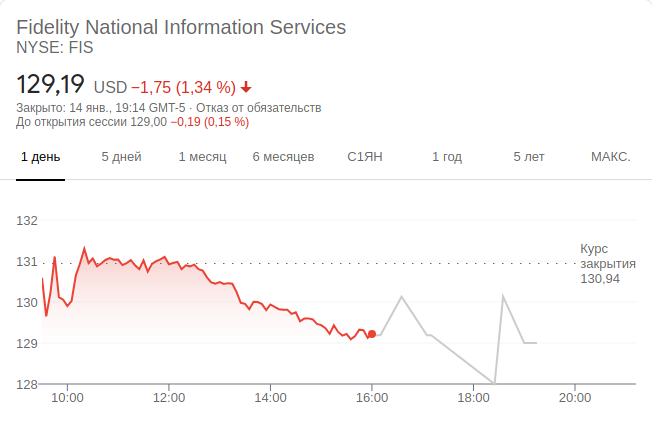 Fidelity National Information Services
NYSE: FIS
129,19 USD −1,75 (1,34 %)
Закрыто: 14 янв., 19:14 GMT-5 · Отказ от обязательств
До открытия сессии 129,00 −0,19 (0,15 %)
1 день 5 дней 1 месяц 6 месяцев С1ЯН 1 год 5 лет МАКС.
132
131
130
129
128
Курс
закрытия
130,94
10:00 12:00 14:00 16:00 18:00 20:00